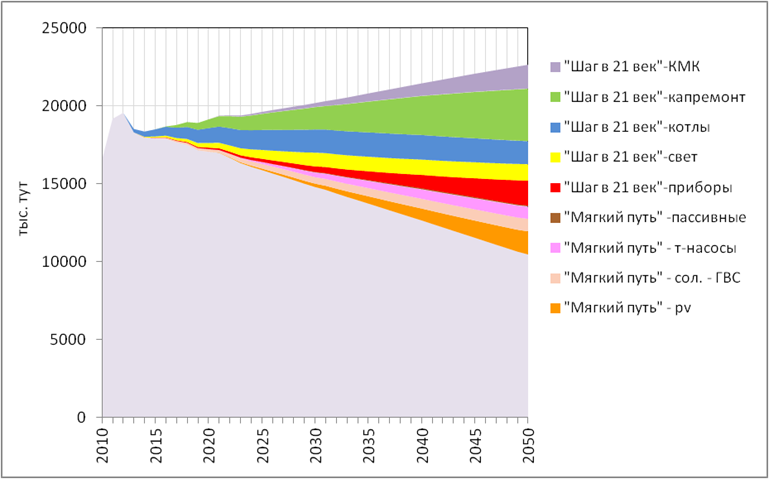 25000
20000
15000
10000
5000
0
тыс. тут
2010
2015
2020
2025
2030
2035
2040
2045
2050
"Шаг в 21 век"-КМК
"Шаг в 21 век"-капремонт
"Шаг в 21 век"-котлы
"Шаг в 21 век"-свет
"Шаг в 21 век"-приборы
"Мягкий путь" -пассивные
"Мягкий путь" - т-насосы
"Мягкий путь" - сол. - ГВС
"Мягкий путь" - pv